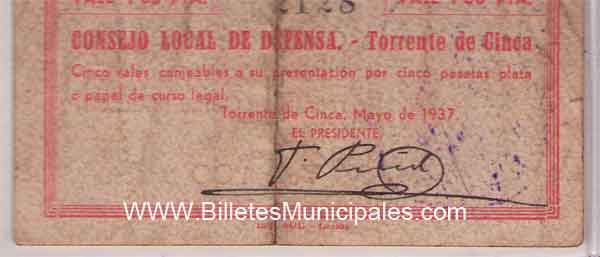 2128
CONSEJO LOCAL DE DEFENSA. - Torrente de Cinca
Cinco vales canjeables a su presentación por cinco pesetas plata
o papel de curso legal.
Torrente de Cinca, Mayo de 1937.
EL PRESIDENTE,
www.BilletesMunicipales.com